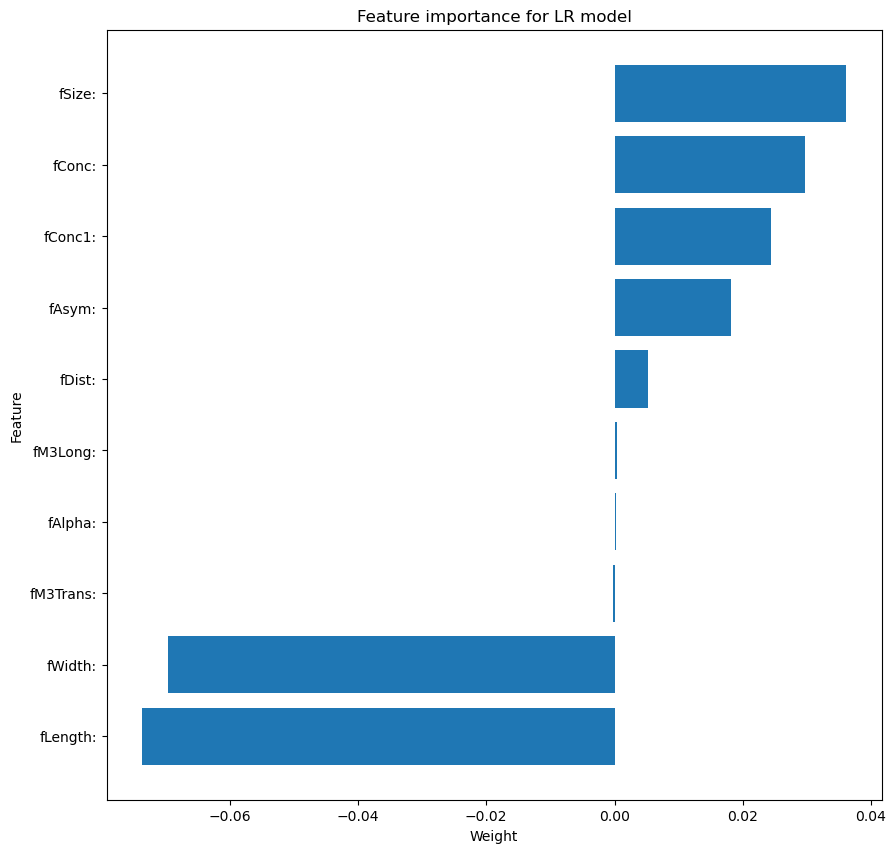 Feature importance for LR model
Feature
fSize:
fConc:
fConc1:
fAsym:
fDist:
fM3Long:
fAlpha:
fM3Trans:
fWidth:
fLength:
−0.06 −0.04 −0.02 0.00 0.02 0.04
Weight